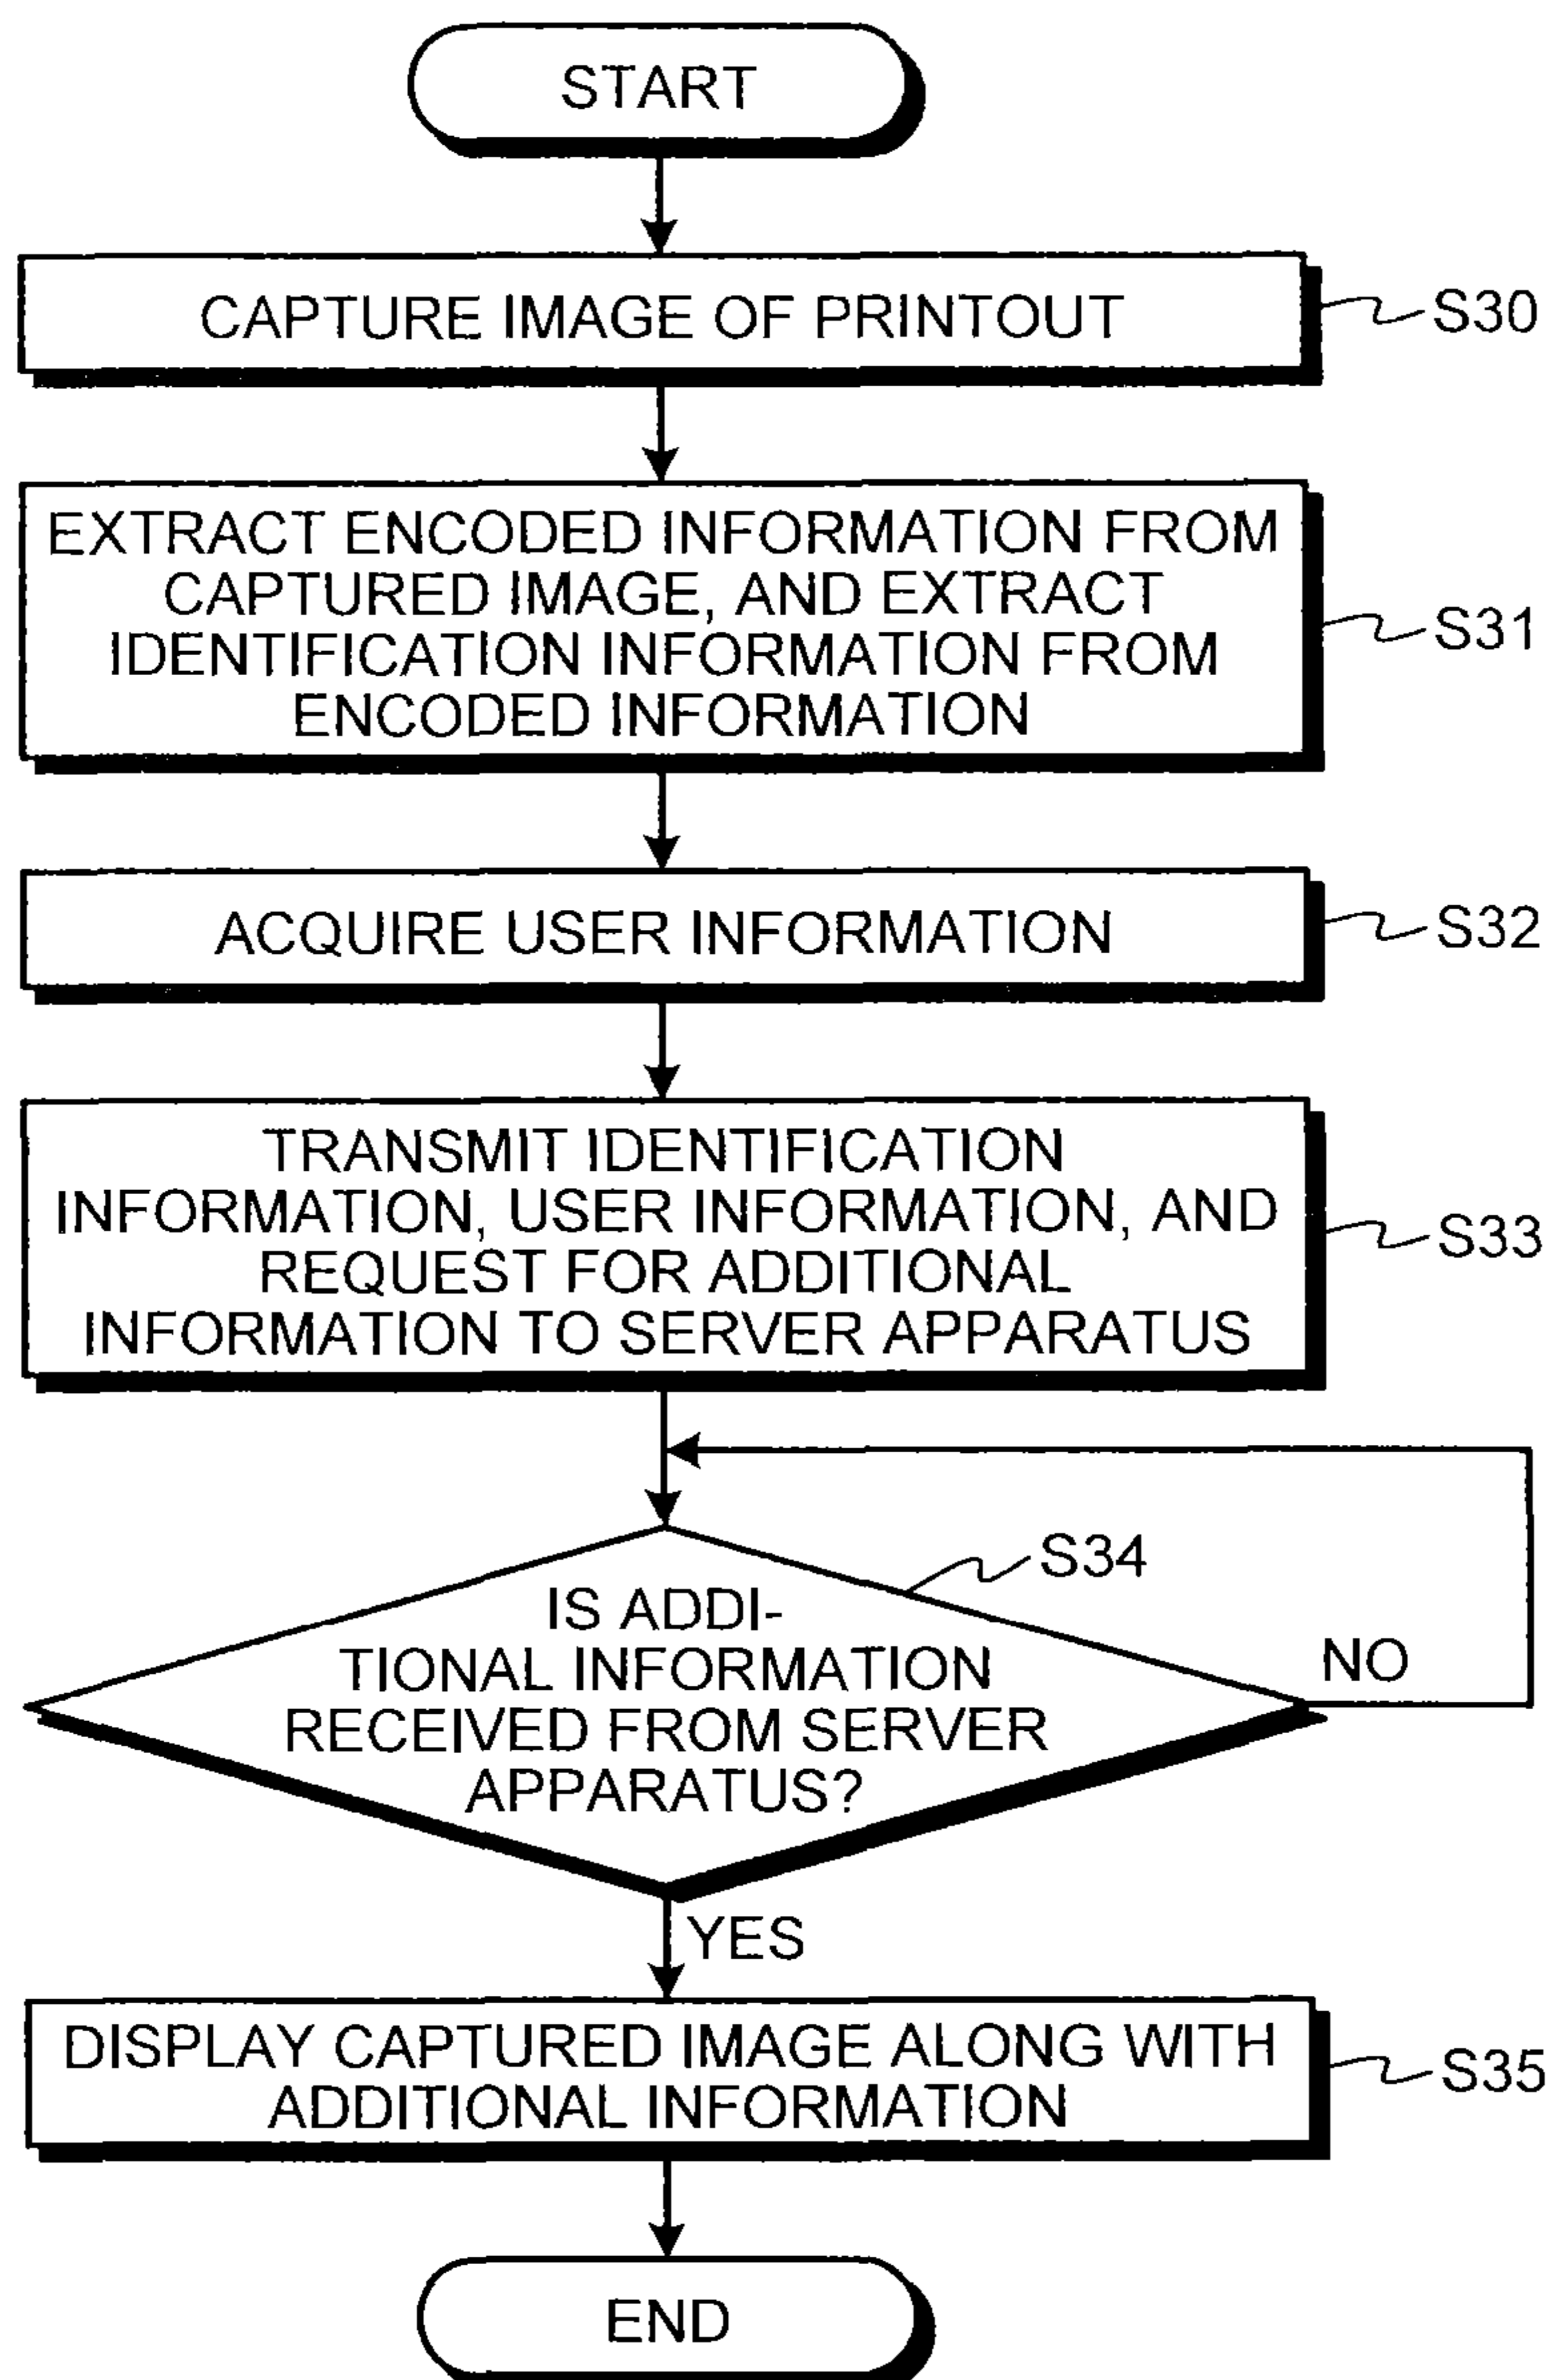 START
CAPTURE IMAGE OF PRINTOUT
S30
EXTRACT ENCODED INFORMATION FROM
CAPTURED IMAGE, AND EXTRACT
IDENTIFICATION INFORMATION FROM
ENCODED INFORMATION
S31
ACQUIRE USER INFORMATION
S32
TRANSMIT IDENTIFICATION
INFORMATION, USER INFORMATION, AND
REQUEST FOR ADDITIONAL
INFORMATION TO SERVER APPARATUS
S33
S34
IS ADDI-
TIONAL INFORMATION
RECEIVED FROM SERVER
APPARATUS?
NO
YES
DISPLAY CAPTURED IMAGE ALONG WITH
ADDITIONAL INFORMATION
S35
END